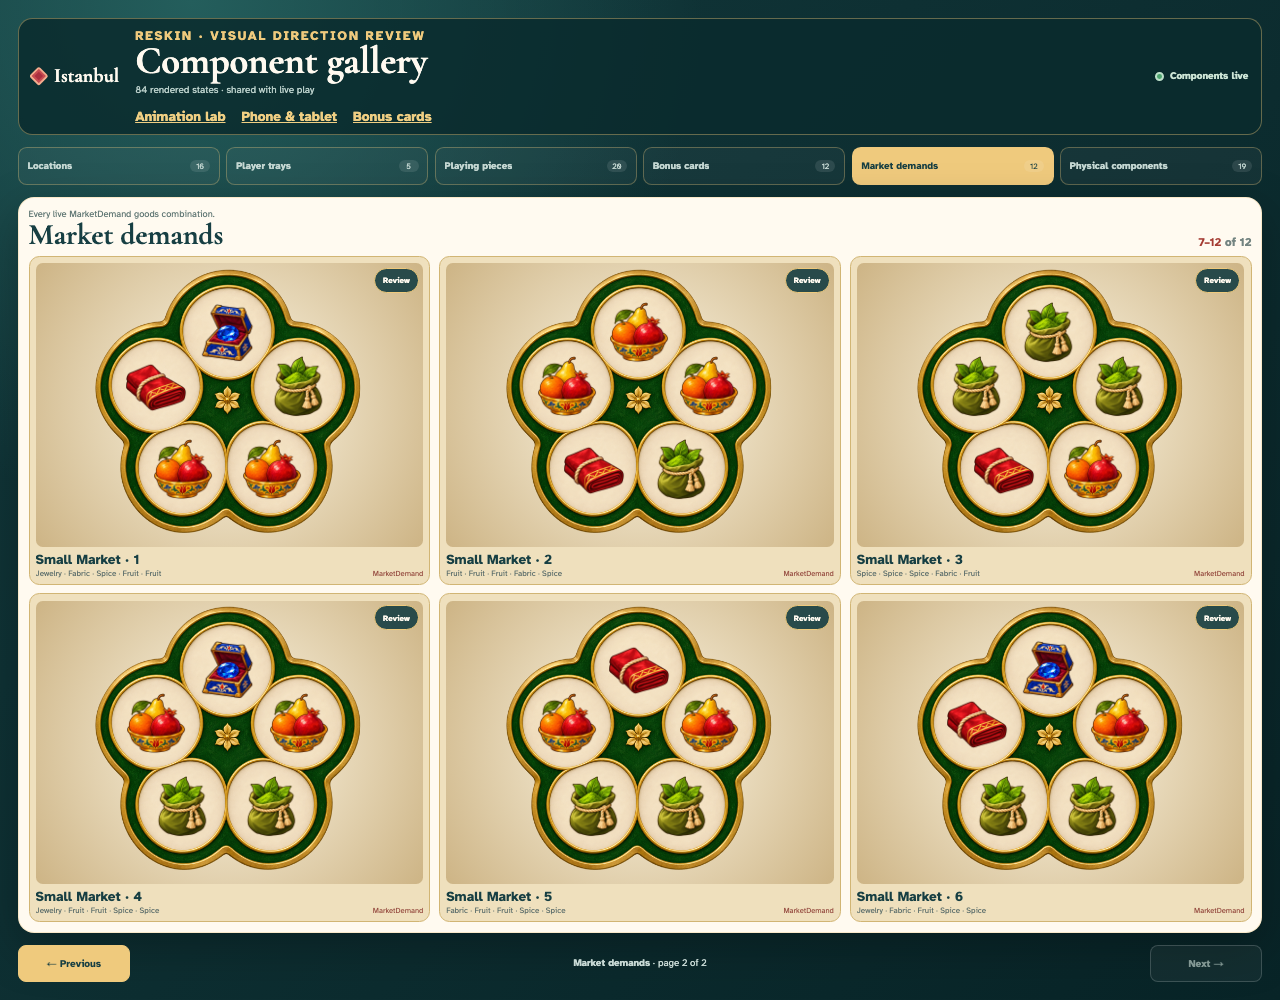 Istanbul
RESKIN · VISUAL DIRECTION REVIEW
Component gallery
84 rendered states · shared with live play
Animation lab Phone & tablet Bonus cards
Components live
Locations 16
Player trays 5
Playing pieces 20
Bonus cards 12
Market demands 12
Physical components 19
Every live MarketDemand goods combination.
Market demands
7–12 of 12
Review
Small Market · 1
Jewelry · Fabric · Spice · Fruit · Fruit
MarketDemand
Review
Small Market · 2
Fruit · Fruit · Fruit · Fabric · Spice
MarketDemand
Review
Small Market · 3
Spice · Spice · Spice · Fabric · Fruit
MarketDemand
Review
Small Market · 4
Jewelry · Fruit · Fruit · Spice · Spice
MarketDemand
Review
Small Market · 5
Fabric · Fruit · Fruit · Spice · Spice
MarketDemand
Review
Small Market · 6
Jewelry · Fabric · Fruit · Spice · Spice
MarketDemand
← Previous
Market demands · page 2 of 2
Next →